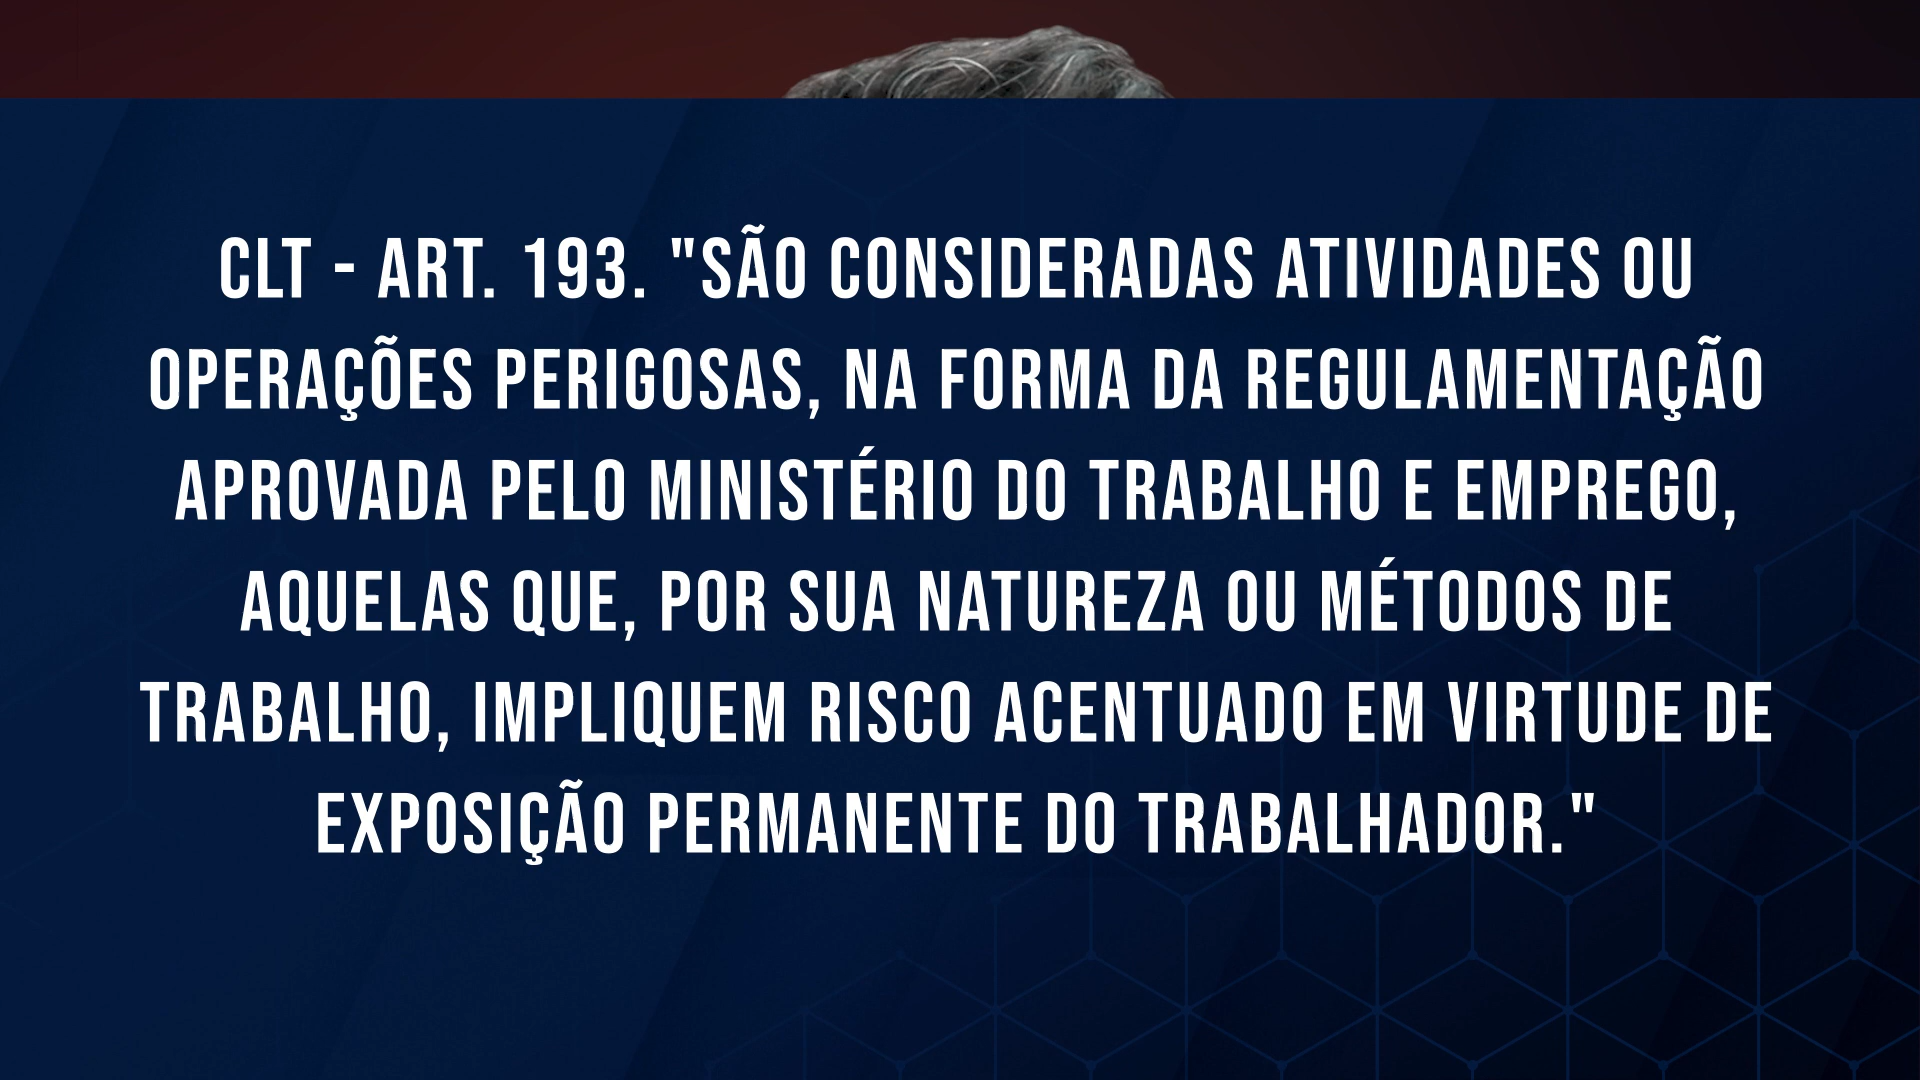 CLT - ART. 193. "SÃO CONSIDERADAS ATIVIDADES OU
OPERAÇÕES PERIGOSAS, NA FORMA DA REGULAMENTAÇÃO
APROVADA PELO MINISTÉRIO DO TRABALHO E EMPREGO,
AQUELAS QUE, POR SUA NATUREZA OU MÉTODOS DE
TRABALHO, IMPLIQUEM RISCO ACENTUADO EM VIRTUDE DE
EXPOSIÇÃO PERMANENTE DO TRABALHADOR."